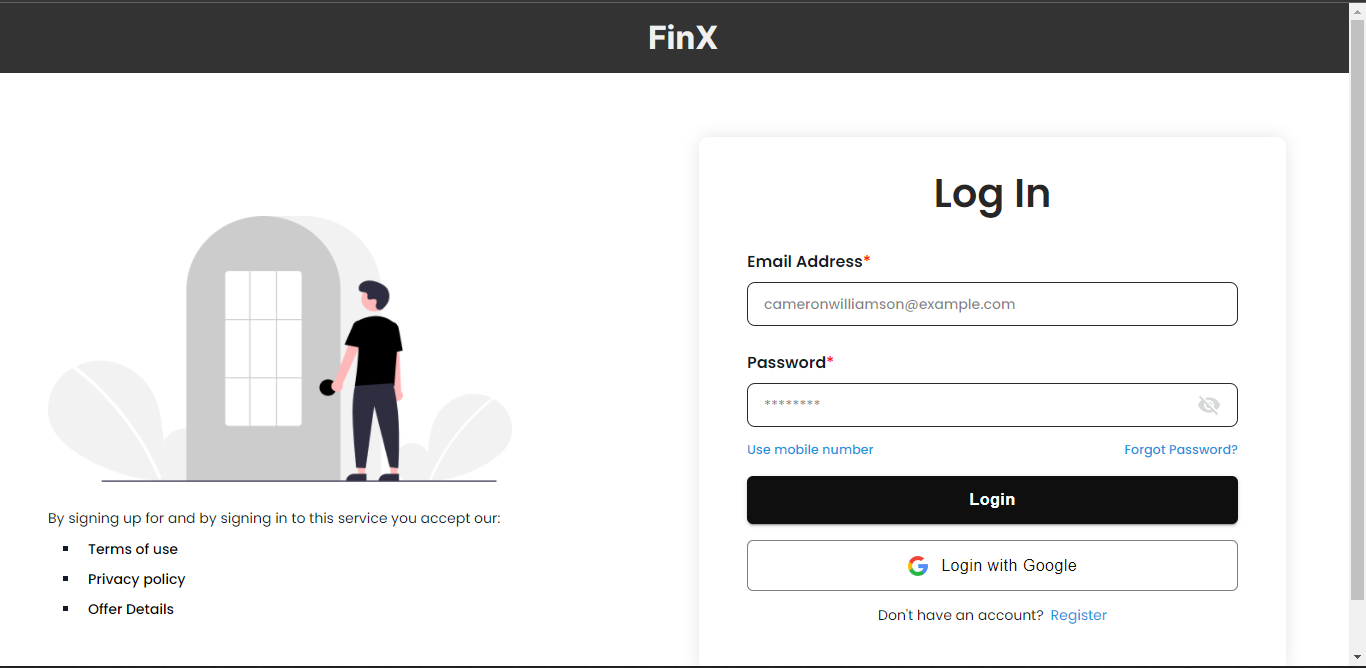 FinX
Log In
Email Address*
cameronwilliamson@example.com
Password*
********
Use mobile number
Forgot Password?
Login
Login with Google
Don't have an account? Register
By signing up for and by signing in to this service you accept our:
Terms of use
Privacy policy
Offer Details